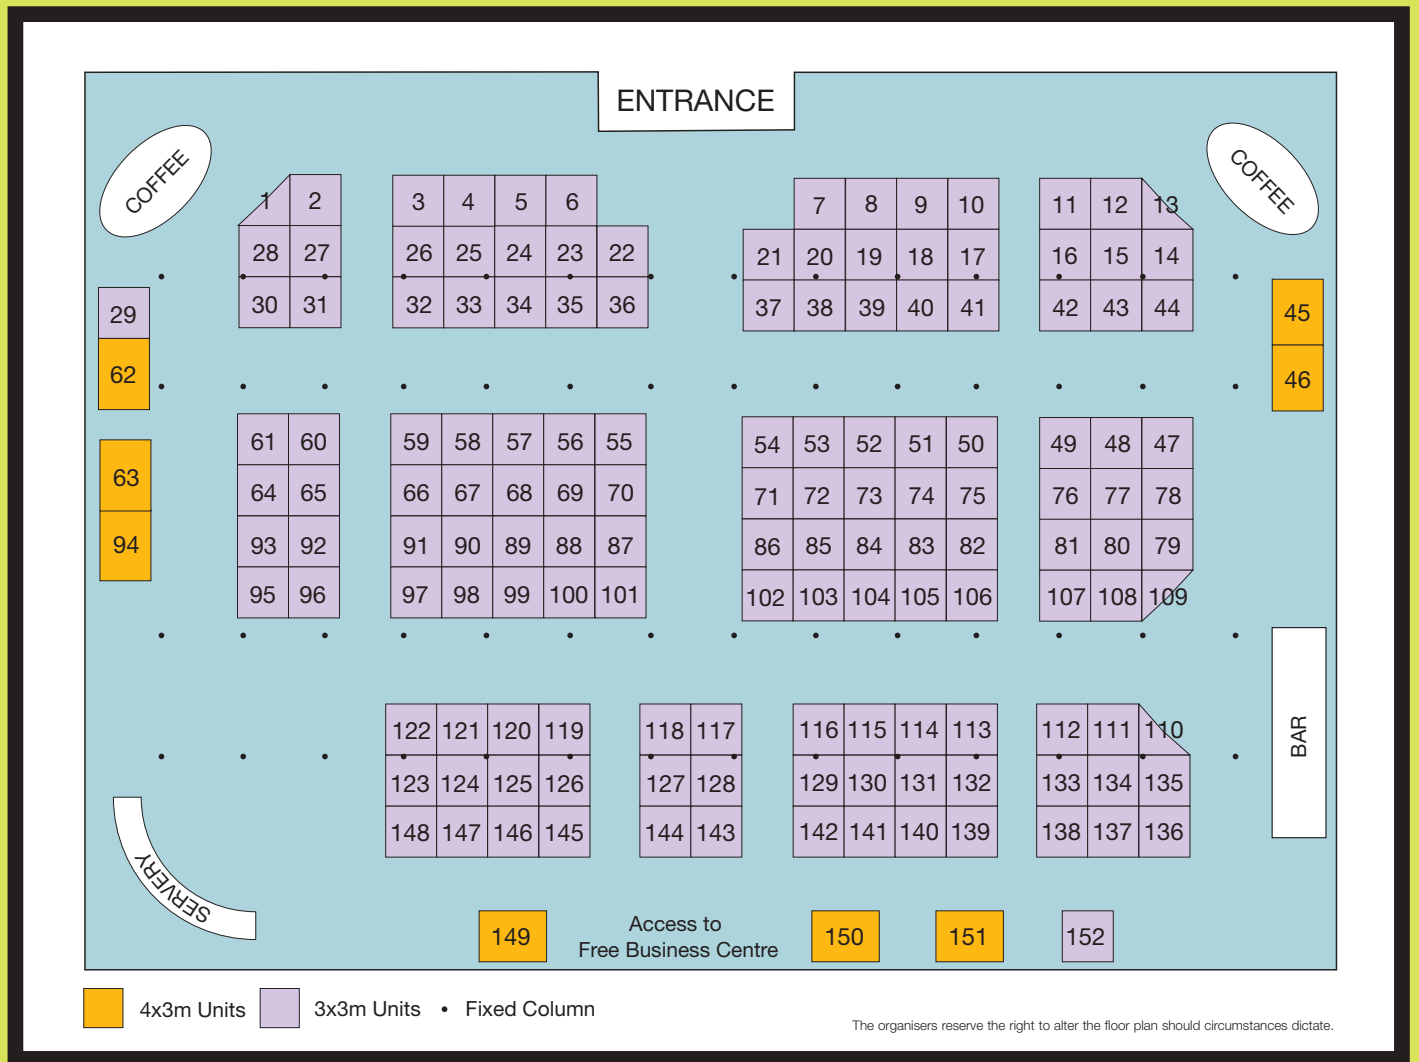 ENTRANCE
COFFEE
COFFEE
1 2 3 4 5 6 7 8 9 10 11 12 13
28 27 26 25 24 23 22 21 20 19 18 17 16 15 14
30 31 32 33 34 35 36 37 38 39 40 41 42 43 44
29
45
62
46
61 60 59 58 57 56 55 54 53 52 51 50 49 48 47
63
64 65 66 67 68 69 70 71 72 73 74 75 76 77 78
94
93 92 91 90 89 88 87 86 85 84 83 82 81 80 79
95 96 97 98 99 100 101 102 103 104 105 106 107 108 109
122 121 120 119 118 117 116 115 114 113 112 111 110
BAR
123 124 125 126 127 128 129 130 131 132 133 134 135
148 147 146 145 144 143 142 141 140 139 138 137 136
SERVERY
149
Access to
Free Business Centre
150 151 152
4x3m Units 3x3m Units • Fixed Column
The organisers reserve the right to alter the floor plan should circumstances dictate.